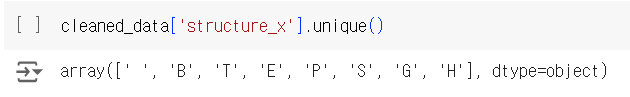 [ ] cleaned_data['structure_x'].unique()
array([' ', 'B', 'T', 'E', 'P', 'S', 'G', 'H'], dtype=object)